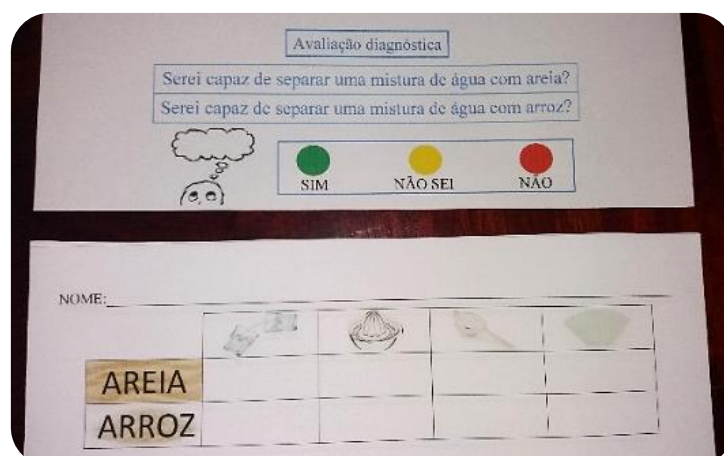 Avaliação diagnóstica
Serei capaz de separar uma mistura de água com areia?
Serei capaz de separar uma mistura de água com arroz?
SIM NÃO SEI NÃO
NOME:
AREIA
ARROZ